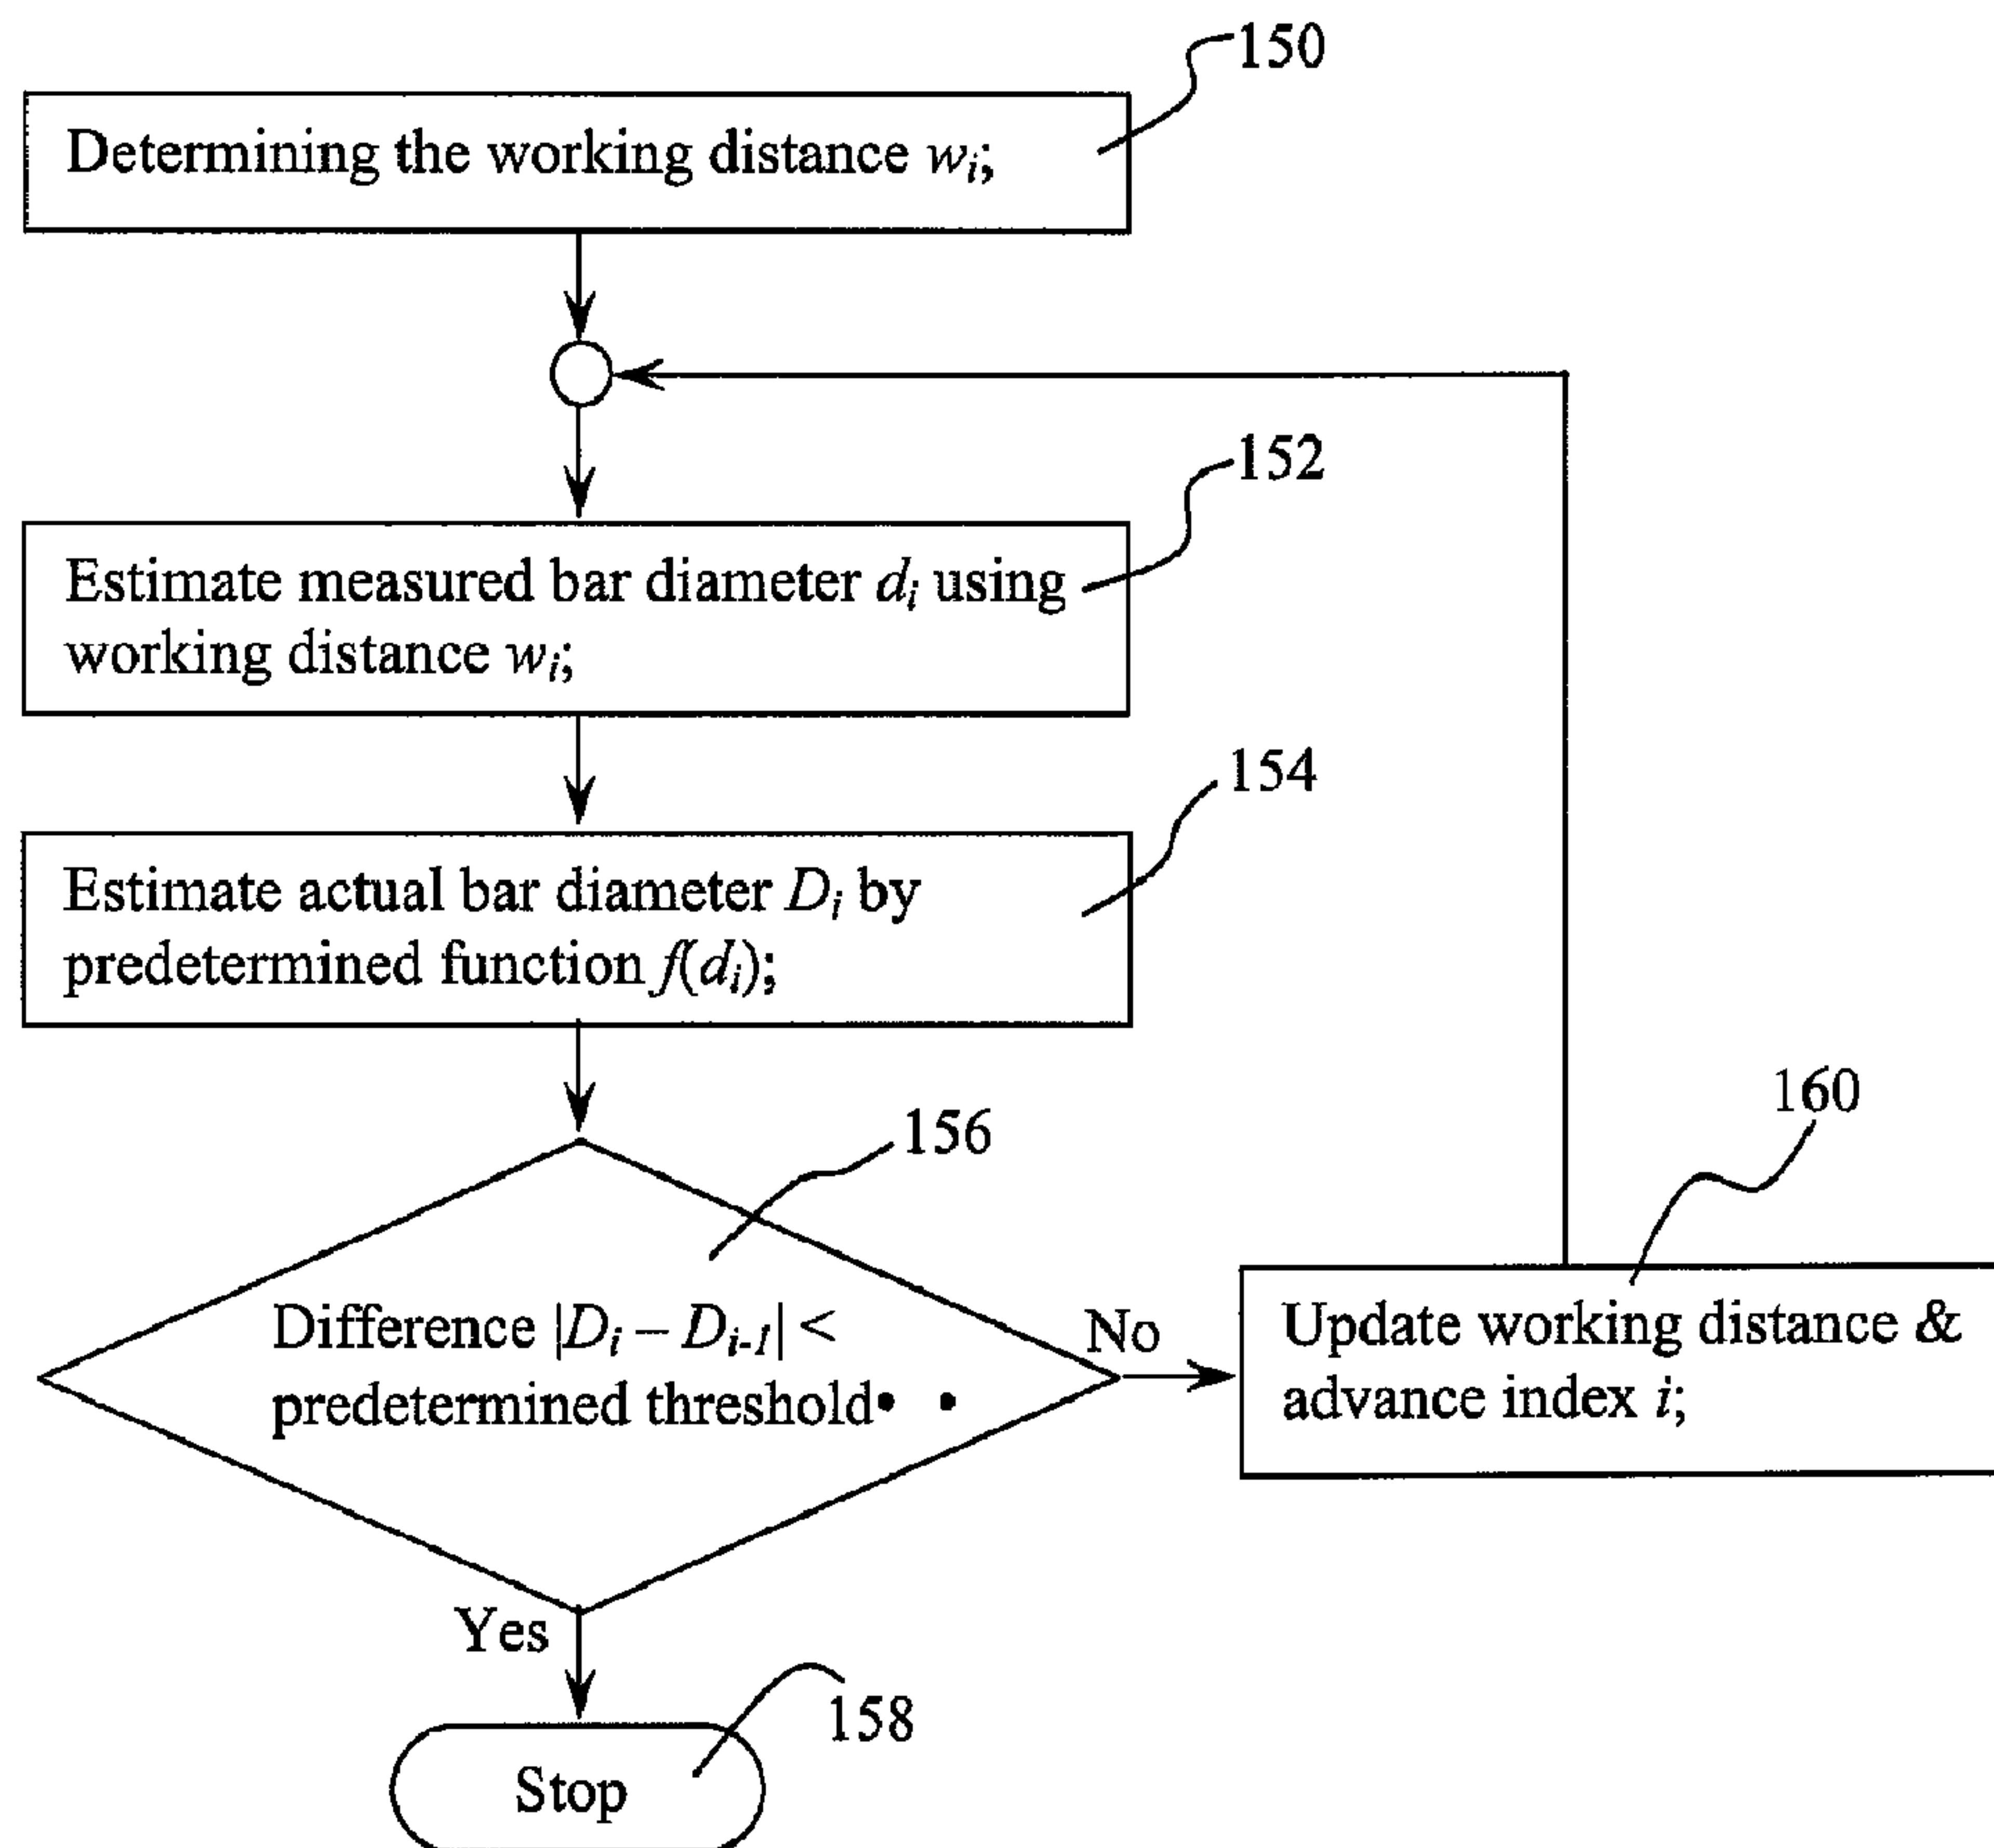 150
Determining the working distance wᵢ;
152
Estimate measured bar diameter dᵢ using
working distance wᵢ;
154
Estimate actual bar diameter Dᵢ by
predetermined function f(dᵢ);
156
160
Difference |Dᵢ – Dᵢ₋₁| <
predetermined threshold• •
No
Update working distance &
advance index i;
Yes
158
Stop